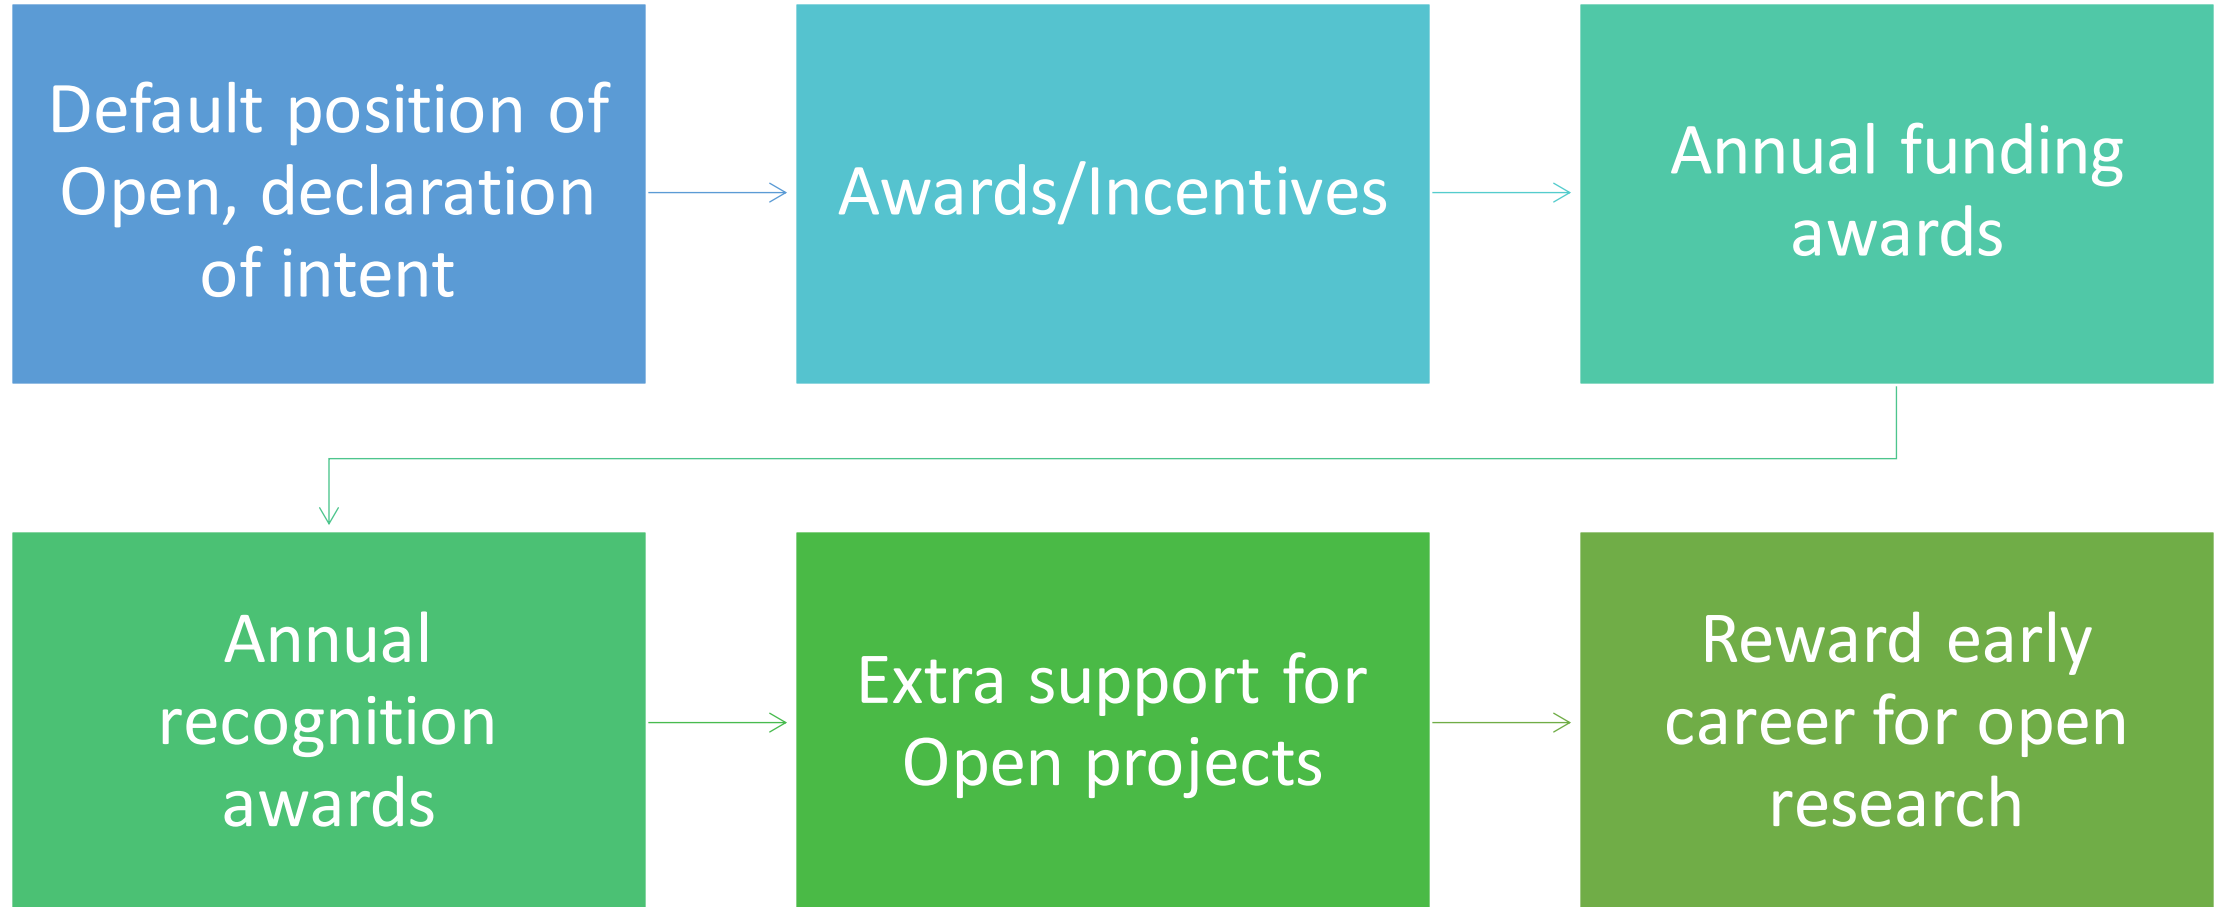 Default position of
Open, declaration
of intent
Awards/Incentives
Annual funding
awards
Annual
recognition
awards
Extra support for
Open projects
Reward early
career for open
research